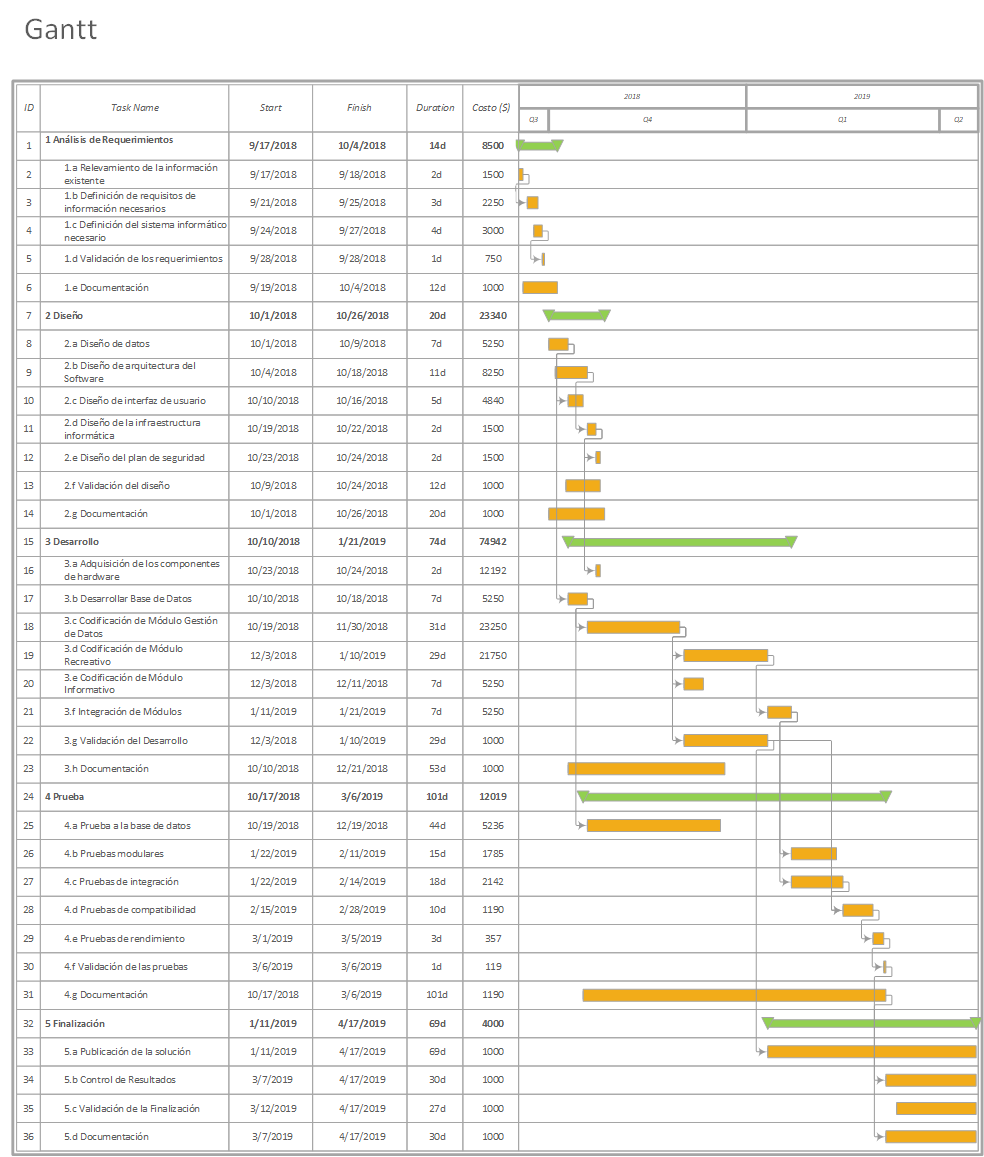 Gantt
ID Task Name Start Finish Duration Costo ($) 2018 2019
Q3 Q4 Q1 Q2
1 1 Análisis de Requerimientos 9/17/2018 10/4/2018 14d 8500
2 1.a Relevamiento de la información existente 9/17/2018 9/18/2018 2d 1500
3 1.b Definición de requisitos de información necesarios 9/21/2018 9/25/2018 3d 2250
4 1.c Definición del sistema informático necesario 9/24/2018 9/27/2018 4d 3000
5 1.d Validación de los requerimientos 9/28/2018 9/28/2018 1d 750
6 1.e Documentación 9/19/2018 10/4/2018 12d 1000
7 2 Diseño 10/1/2018 10/26/2018 20d 23340
8 2.a Diseño de datos 10/1/2018 10/9/2018 7d 5250
9 2.b Diseño de arquitectura del Software 10/4/2018 10/18/2018 11d 8250
10 2.c Diseño de interfaz de usuario 10/10/2018 10/16/2018 5d 4840
11 2.d Diseño de la infraestructura informática 10/19/2018 10/22/2018 2d 1500
12 2.e Diseño del plan de seguridad 10/23/2018 10/24/2018 2d 1500
13 2.f Validación del diseño 10/9/2018 10/24/2018 12d 1000
14 2.g Documentación 10/1/2018 10/26/2018 20d 1000
15 3 Desarrollo 10/10/2018 1/21/2019 74d 74942
16 3.a Adquisición de los componentes de hardware 10/23/2018 10/24/2018 2d 12192
17 3.b Desarrollar Base de Datos 10/10/2018 10/18/2018 7d 5250
18 3.c Codificación de Módulo Gestión de Datos 10/19/2018 11/30/2018 31d 23250
19 3.d Codificación de Módulo Recreativo 12/3/2018 1/10/2019 29d 21750
20 3.e Codificación de Módulo Informativo 12/3/2018 12/11/2018 7d 5250
21 3.f Integración de Módulos 1/11/2019 1/21/2019 7d 5250
22 3.g Validación del Desarrollo 12/3/2018 1/10/2019 29d 1000
23 3.h Documentación 10/10/2018 12/21/2018 53d 1000
24 4 Prueba 10/17/2018 3/6/2019 101d 12019
25 4.a Prueba a la base de datos 10/19/2018 12/19/2018 44d 5236
26 4.b Pruebas modulares 1/22/2019 2/11/2019 15d 1785
27 4.c Pruebas de integración 1/22/2019 2/14/2019 18d 2142
28 4.d Pruebas de compatibilidad 2/15/2019 2/28/2019 10d 1190
29 4.e Pruebas de rendimiento 3/1/2019 3/5/2019 3d 357
30 4.f Validación de las pruebas 3/6/2019 3/6/2019 1d 119
31 4.g Documentación 10/17/2018 3/6/2019 101d 1190
32 5 Finalización 1/11/2019 4/17/2019 69d 4000
33 5.a Publicación de la solución 1/11/2019 4/17/2019 69d 1000
34 5.b Control de Resultados 3/7/2019 4/17/2019 30d 1000
35 5.c Validación de la Finalización 3/12/2019 4/17/2019 27d 1000
36 5.d Documentación 3/7/2019 4/17/2019 30d 1000